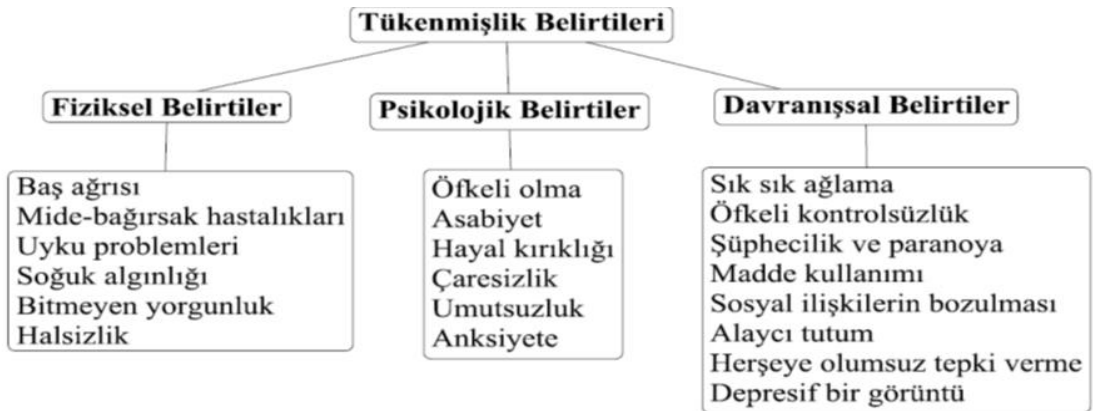 Tükenmişlik Belirtileri
Fiziksel Belirtiler
Baş ağrısı
Mide-bağırsak hastalıkları
Uyku problemleri
Soğuk algınlığı
Bitmeyen yorgunluk
Halsizlik
Psikolojik Belirtiler
Öfkeli olma
Asabiyet
Hayal kırıklığı
Çaresizlik
Umutsuzluk
Anksiyete
Davranışsal Belirtiler
Sık sık ağlama
Öfkeli kontrolsüzlük
Şüphecilik ve paranoya
Madde kullanımı
Sosyal ilişkilerin bozulması
Alaycı tutum
Herşeye olumsuz tepki verme
Depresif bir görüntü